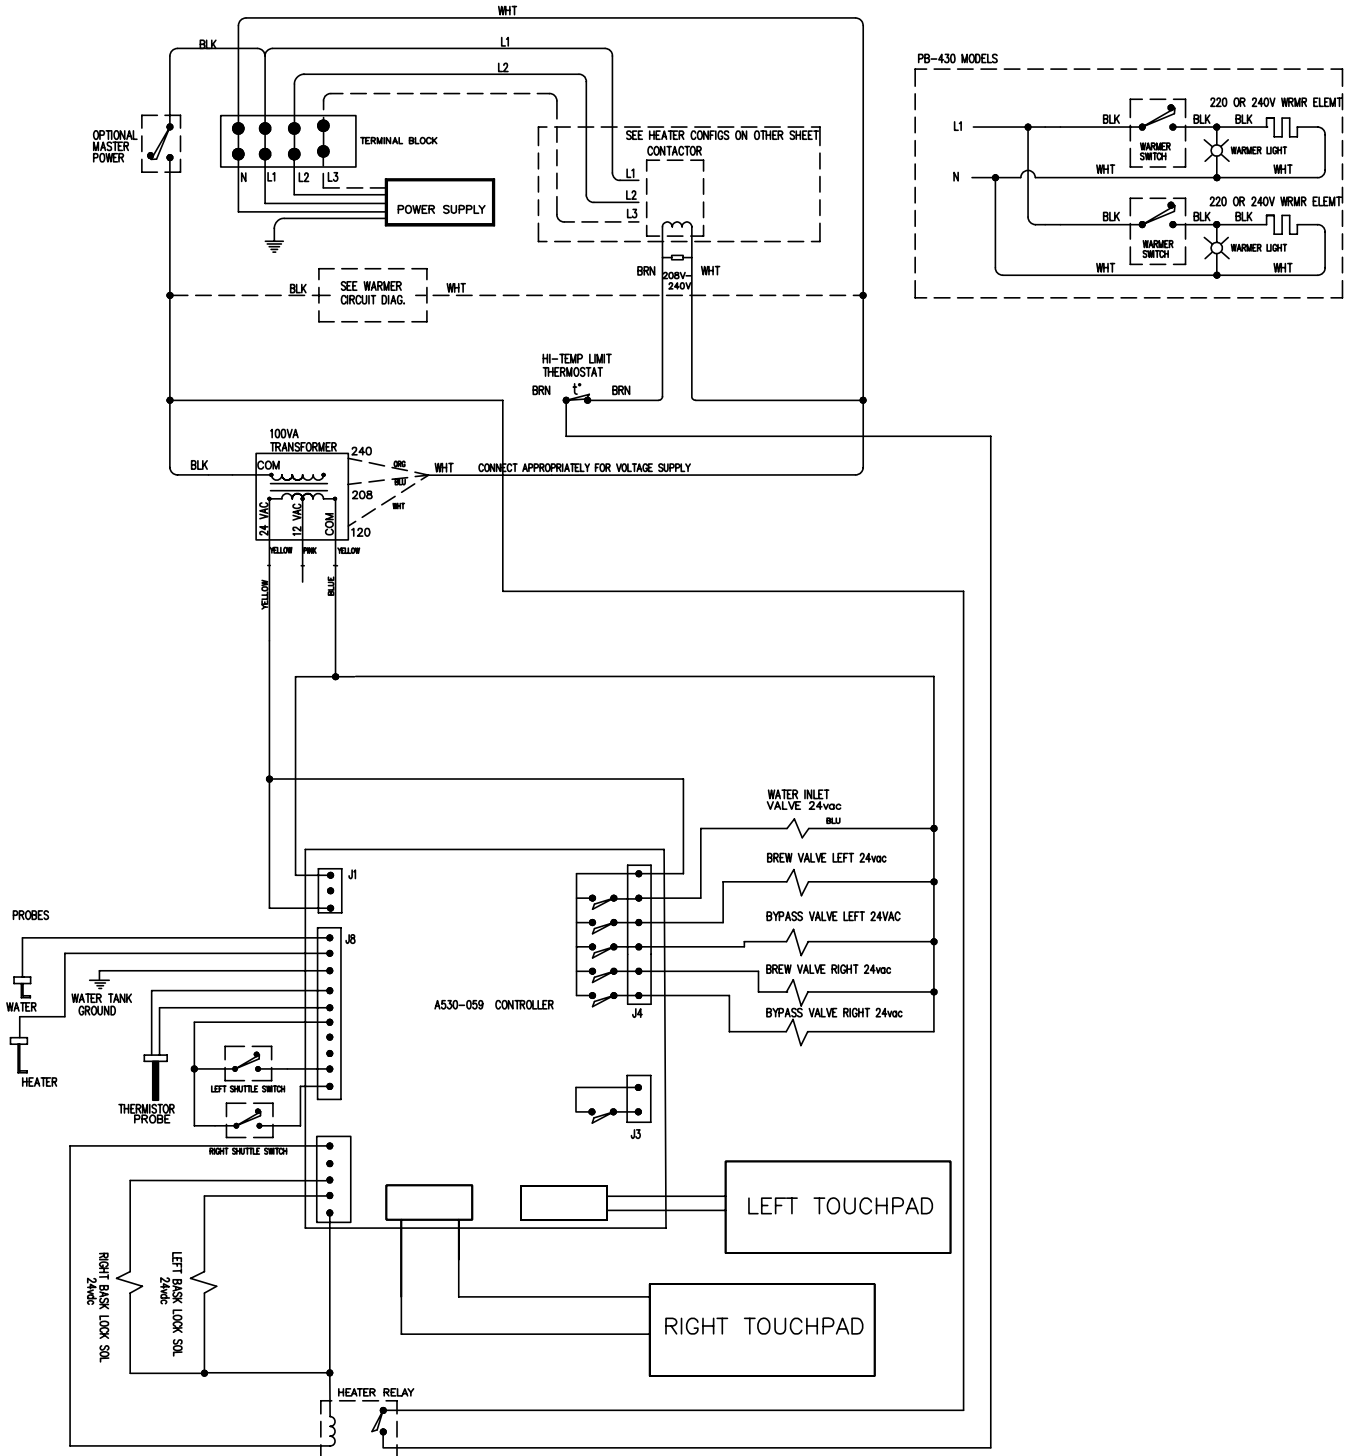 WHT
PB-430 MODELS
BLK
L1
L2
OPTIONAL
MASTER
POWER
TERMINAL BLOCK
N
L1
L2
L3
POWER SUPPLY
SEE HEATER CONFIGS ON OTHER SHEET
CONTACTOR
L1
L2
L3
BRN
WHT
208V-
240V
L1
BLK
WARMER
SWITCH
BLK
BLK
220 OR 240V WRMR ELEMT
WARMER LIGHT
N
WHT
WHT
BLK
WARMER
SWITCH
BLK
BLK
220 OR 240V WRMR ELEMT
WARMER LIGHT
WHT
WHT
BLK
SEE WARMER
CIRCUIT DIAG.
WHT
HI-TEMP LIMIT
THERMOSTAT
BRN
t°
BRN
100VA
TRANSFORMER
240
BLK
COM
ORG
WHT
CONNECT APPROPRIATELY FOR VOLTAGE SUPPLY
BLU
208
WHT
120
24 VAC
12 VAC
COM
YELLOW
PINK
YELLOW
YELLOW
BLUE
WATER INLET
VALVE 24vac
BLU
BREW VALVE LEFT 24vac
BYPASS VALVE LEFT 24VAC
BREW VALVE RIGHT 24vac
BYPASS VALVE RIGHT 24vac
J1
PROBES
J8
WATER
WATER TANK
GROUND
A530-059 CONTROLLER
J4
HEATER
LEFT SHUTTLE SWITCH
THERMISTOR
PROBE
RIGHT SHUTTLE SWITCH
J3
LEFT TOUCHPAD
RIGHT TOUCHPAD
RIGHT BASK LOCK SOL
24vdc
LEFT BASK LOCK SOL
24vdc
HEATER RELAY